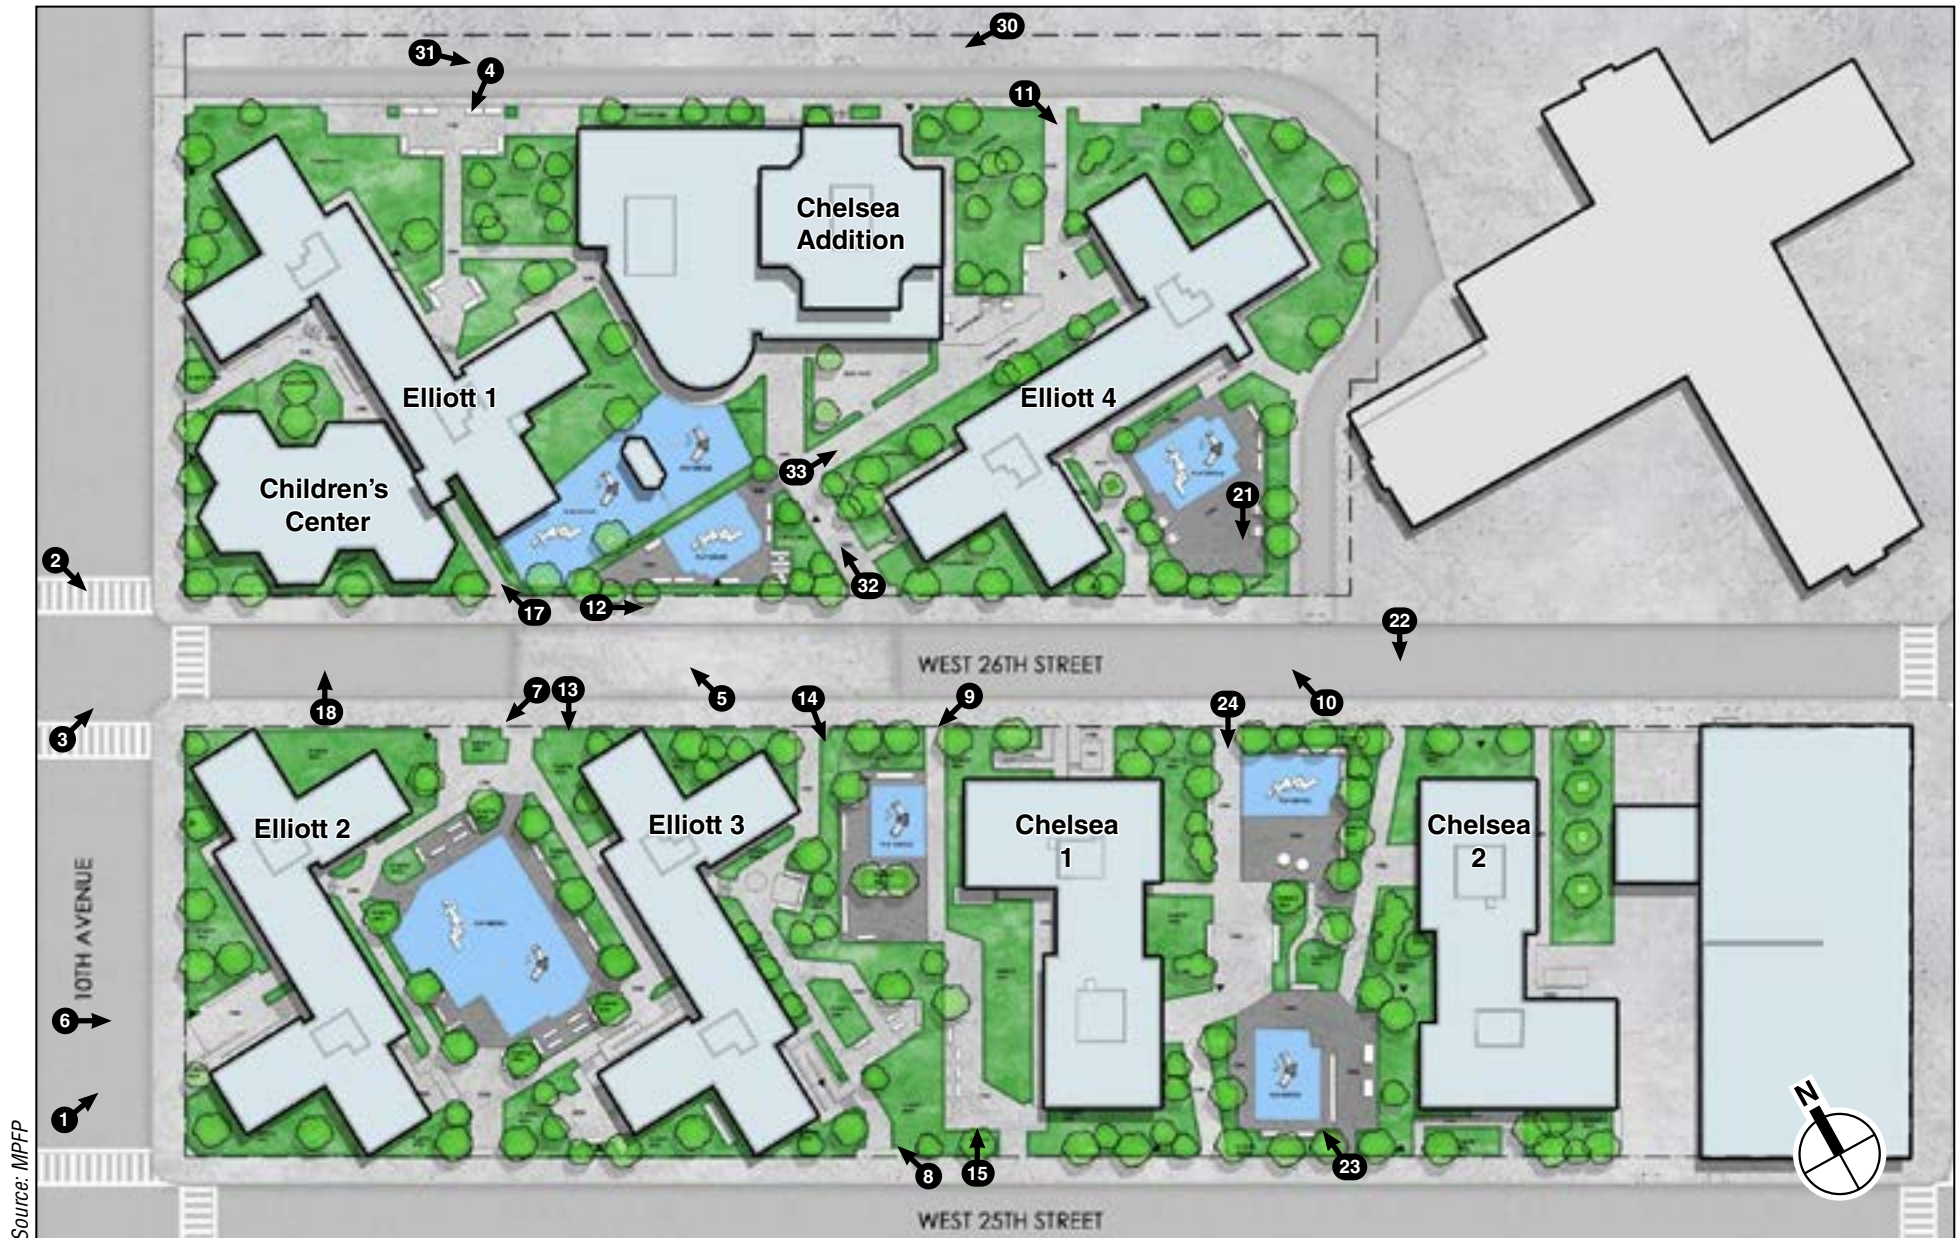 30
31
4
11
Chelsea
Addition
Elliott 1
Elliott 4
33
Children's
Center
21
2
32
17
12
22
WEST 26TH STREET
18
7
13
5
14
9
10
24
3
Elliott 2
Elliott 3
Chelsea
1
Chelsea
2
10TH AVENUE
6
1
N
8
15
23
WEST 25TH STREET
Source: MPFP